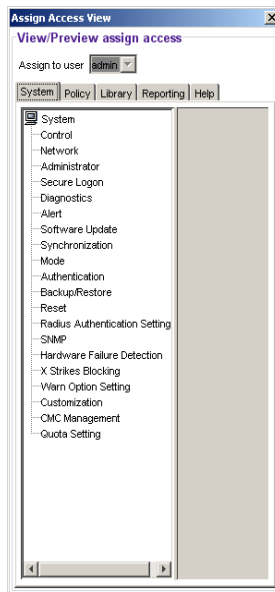 Assign Access View
View/Preview assign access
Assign to user admin
System Policy Library Reporting Help
System
Control
Network
Administrator
Secure Logon
Diagnostics
Alert
Software Update
Synchronization
Mode
Authentication
Backup/Restore
Reset
Radius Authentication Setting
SNMP
Hardware Failure Detection
X Strikes Blocking
Warn Option Setting
Customization
CMC Management
Quota Setting